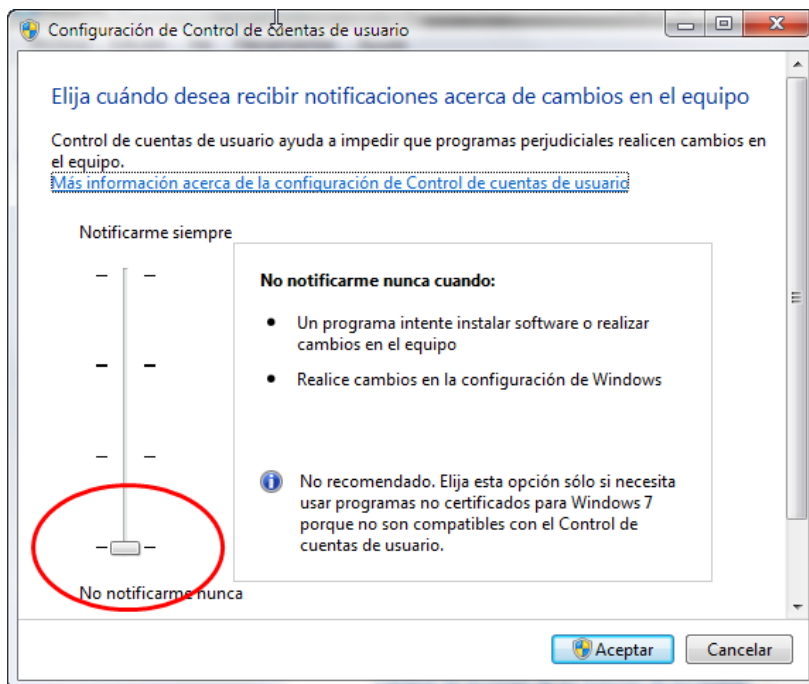 Configuración de Control de cuentas de usuario
Elija cuándo desea recibir notificaciones acerca de cambios en el equipo
Control de cuentas de usuario ayuda a impedir que programas perjudiciales realicen cambios en
el equipo.
Más información acerca de la configuración de Control de cuentas de usuario
Notificarme siempre
No notificarme nunca cuando:
Un programa intente instalar software o realizar
cambios en el equipo
Realice cambios en la configuración de Windows
No recomendado. Elija esta opción sólo si necesita
usar programas no certificados para Windows 7
porque no son compatibles con el Control de
cuentas de usuario.
No notificarme nunca
Aceptar
Cancelar